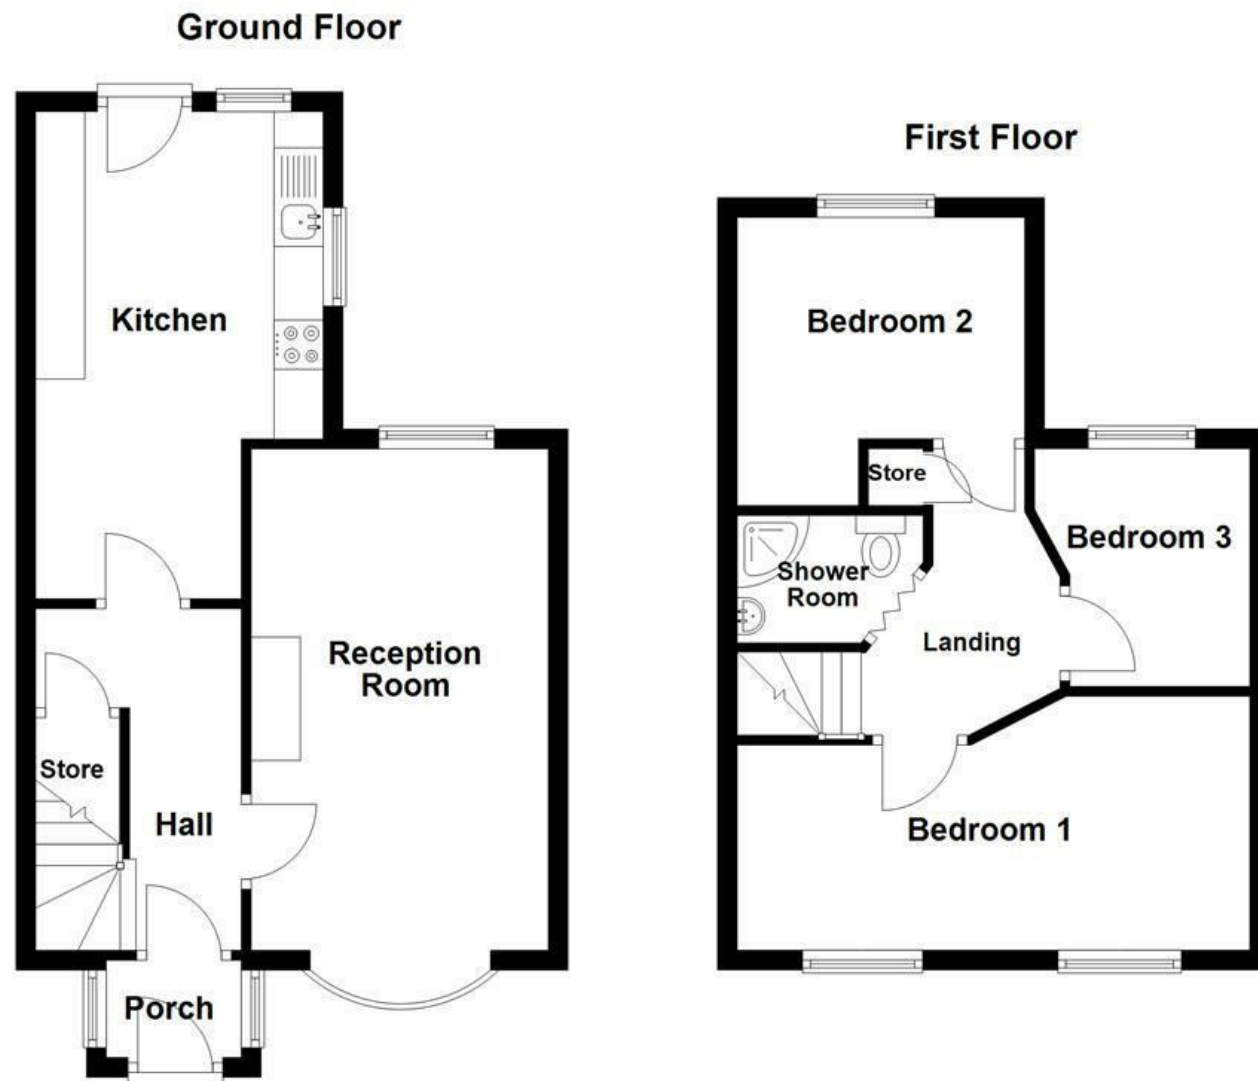 Ground Floor
Kitchen
Reception
Room
Store
Hall
Porch
First Floor
Bedroom 2
Store
Bedroom 3
Shower
Room
Landing
Bedroom 1